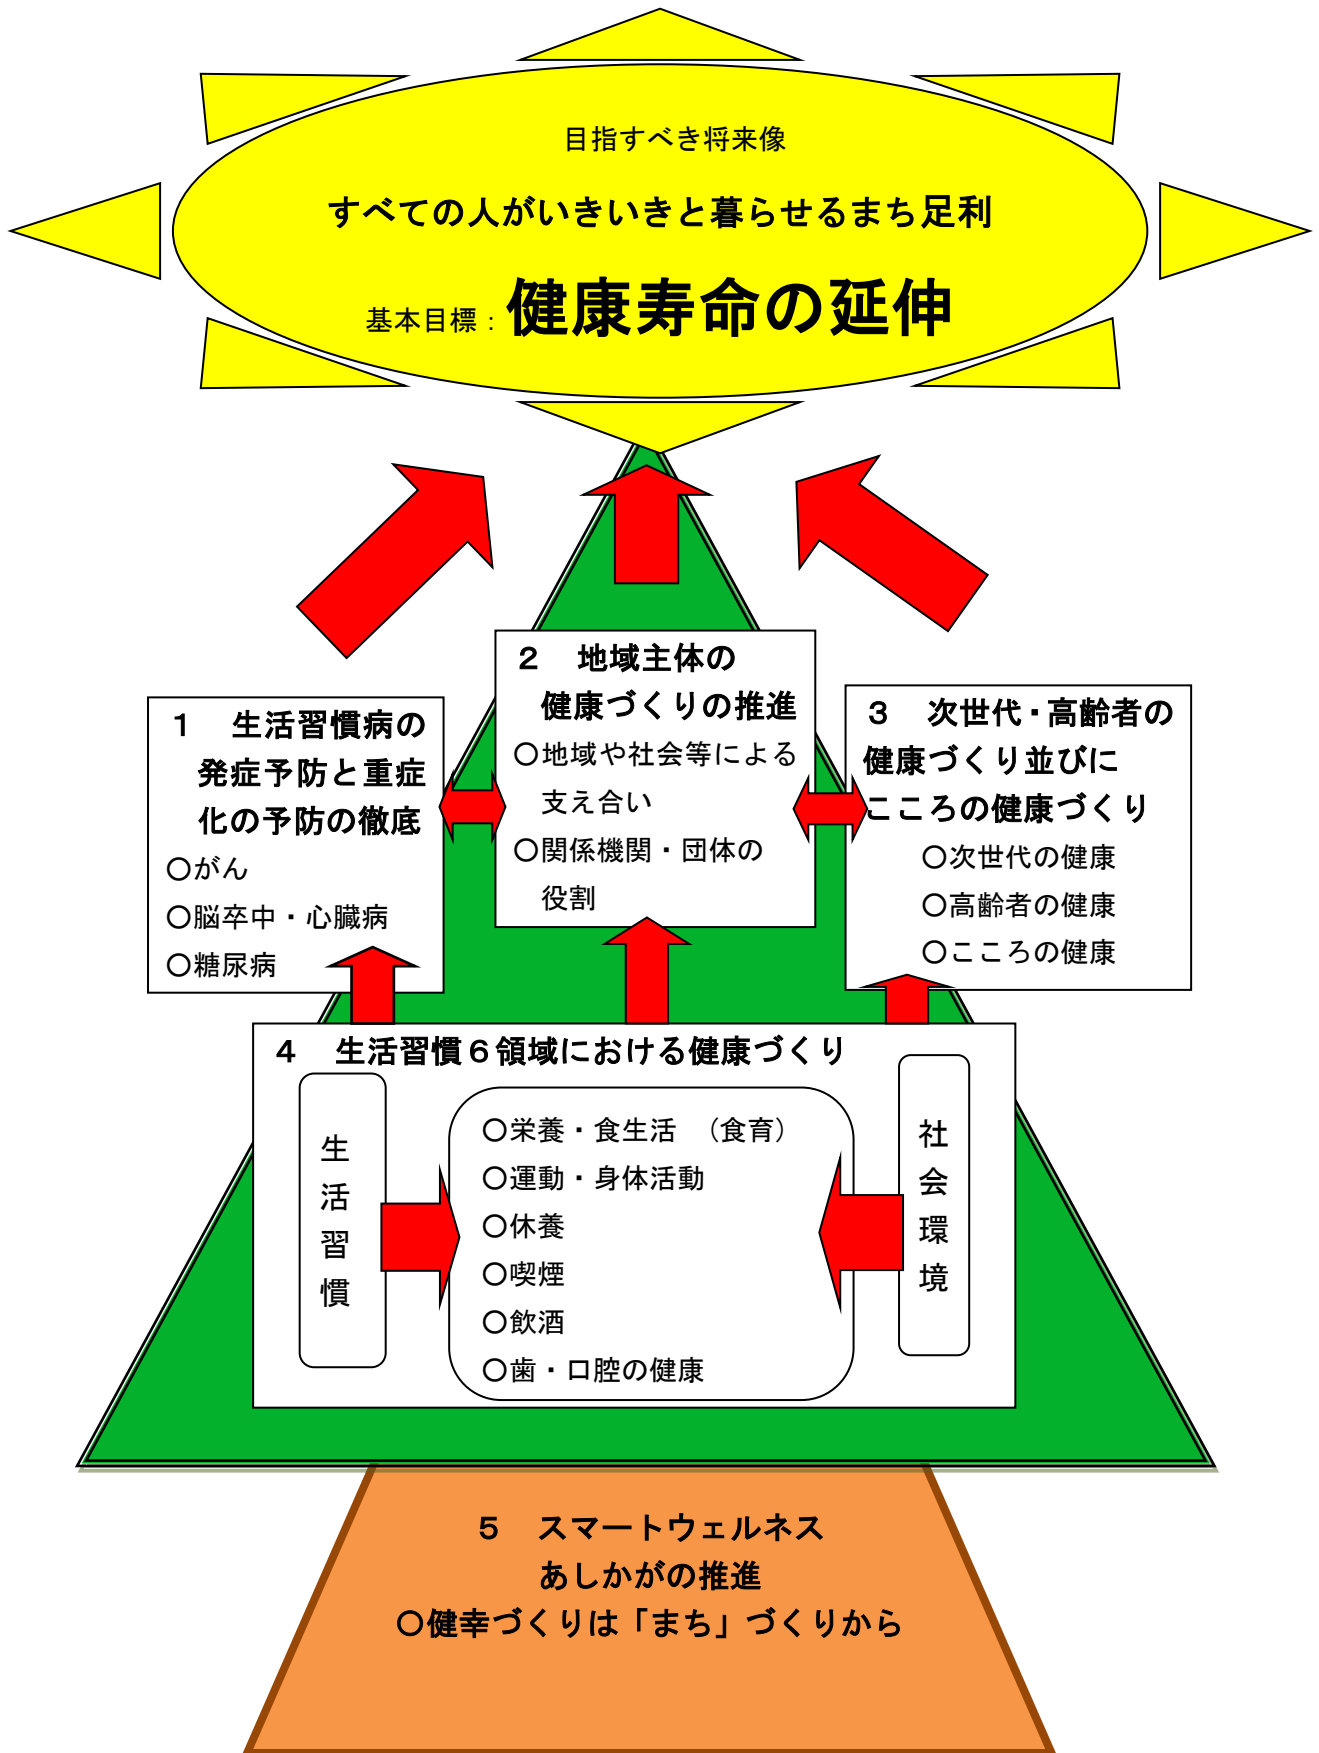 目指すべき将来像
すべての人がいきいきと暮らせるまち足利
基本目標：健康寿命の延伸
１　生活習慣病の
発症予防と重症
化の予防の徹底
〇がん
〇脳卒中・心臓病
〇糖尿病
２　地域主体の
健康づくりの推進
〇地域や社会等による
支え合い
〇関係機関・団体の
役割
３　次世代・高齢者の
健康づくり並びに
こころの健康づくり
〇次世代の健康
〇高齢者の健康
〇こころの健康
４　生活習慣６領域における健康づくり
生活習慣
〇栄養・食生活　（食育）
〇運動・身体活動
〇休養
〇喫煙
〇飲酒
〇歯・口腔の健康
社会環境
５　スマートウェルネス
あしかがの推進
〇健幸づくりは「まち」づくりから